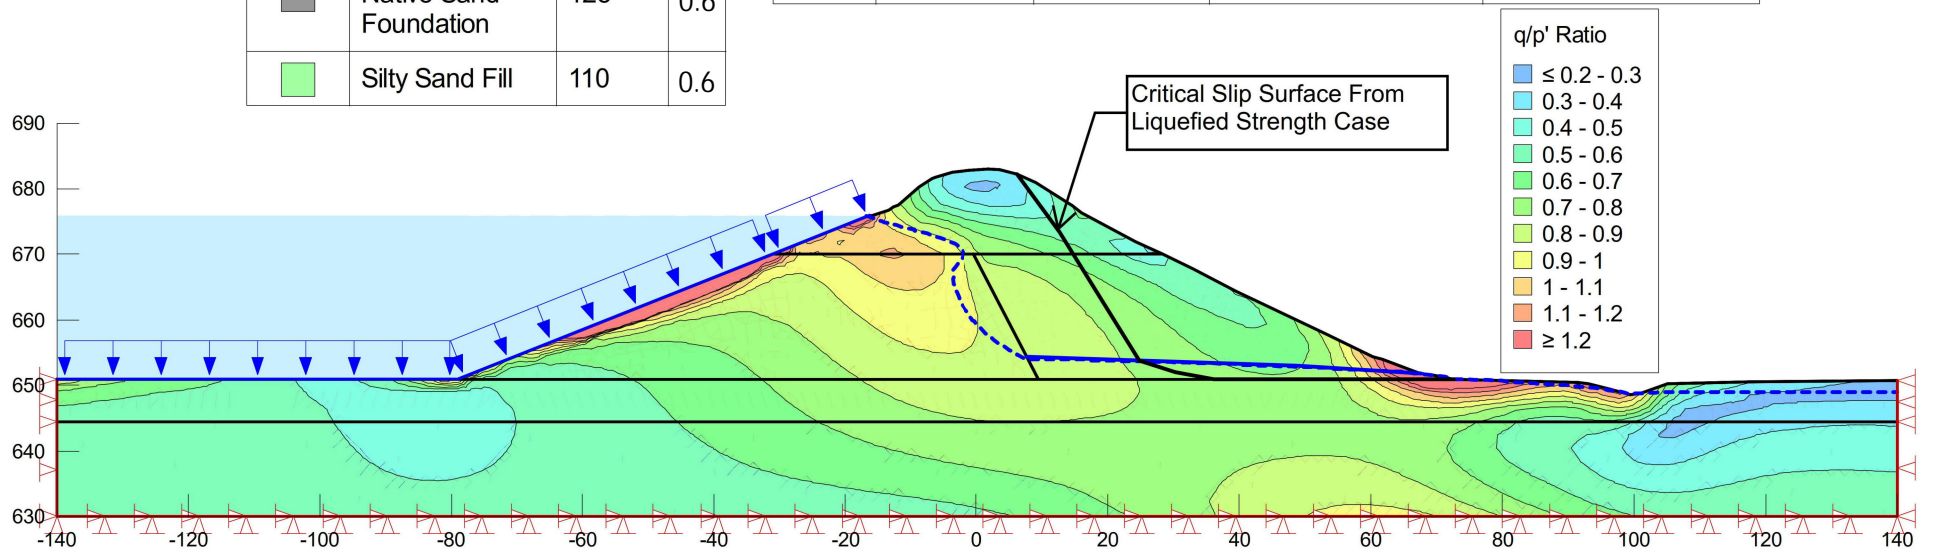 Foundation
0.6
Silty Sand Fill 110 0.6
q/p' Ratio
≤ 0.2 - 0.3
0.3 - 0.4
0.4 - 0.5
0.5 - 0.6
0.6 - 0.7
0.7 - 0.8
0.8 - 0.9
0.9 - 1
1 - 1.1
1.1 - 1.2
≥ 1.2
Critical Slip Surface From
Liquefied Strength Case
690
680
670
660
650
640
630
-140 -120 -100 -80 -60 -40 -20 0 20 40 60 80 100 120 140